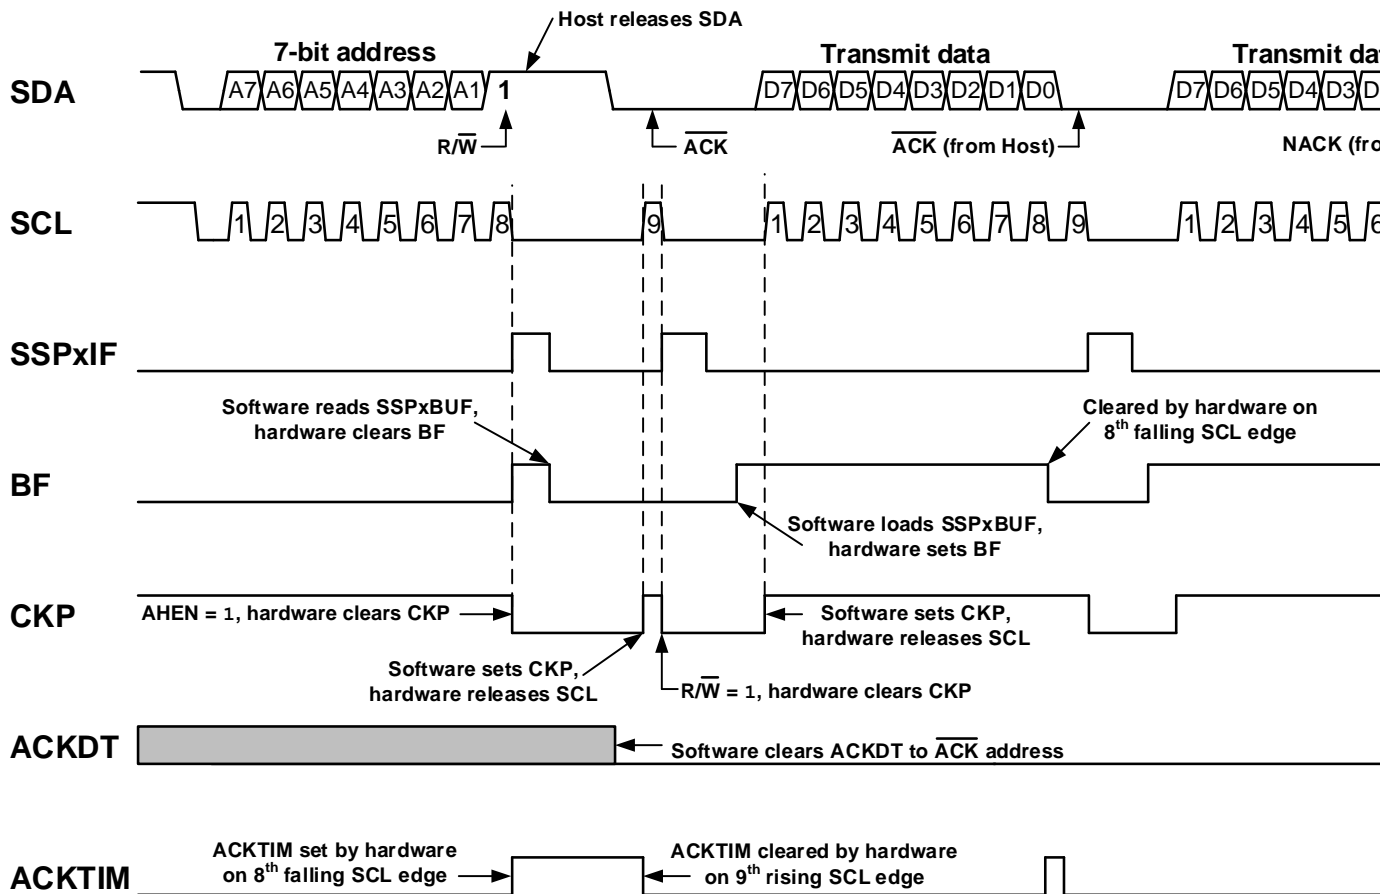 Host releases SDA
7-bit address
Transmit data
Transmit da
SDA
A7 A6 A5 A4 A3 A2 A1 1
D7 D6 D5 D4 D3 D2 D1 D0
D7 D6 D5 D4 D3 D
R/W̅
A̅C̅K̅
A̅C̅K̅ (from Host)
NACK (fro
SCL
1 2 3 4 5 6 7 8 9 1 2 3 4 5 6 7 8 9 1 2 3 4 5 6
SSPxIF
Software reads SSPxBUF,
hardware clears BF
Cleared by hardware on
8th falling SCL edge
BF
Software loads SSPxBUF,
hardware sets BF
CKP
AHEN = 1, hardware clears CKP
Software sets CKP,
hardware releases SCL
Software sets CKP,
hardware releases SCL
R/W̅ = 1, hardware clears CKP
ACKDT
Software clears ACKDT to A̅C̅K̅ address
ACKTIM
ACKTIM set by hardware
on 8th falling SCL edge
ACKTIM cleared by hardware
on 9th rising SCL edge